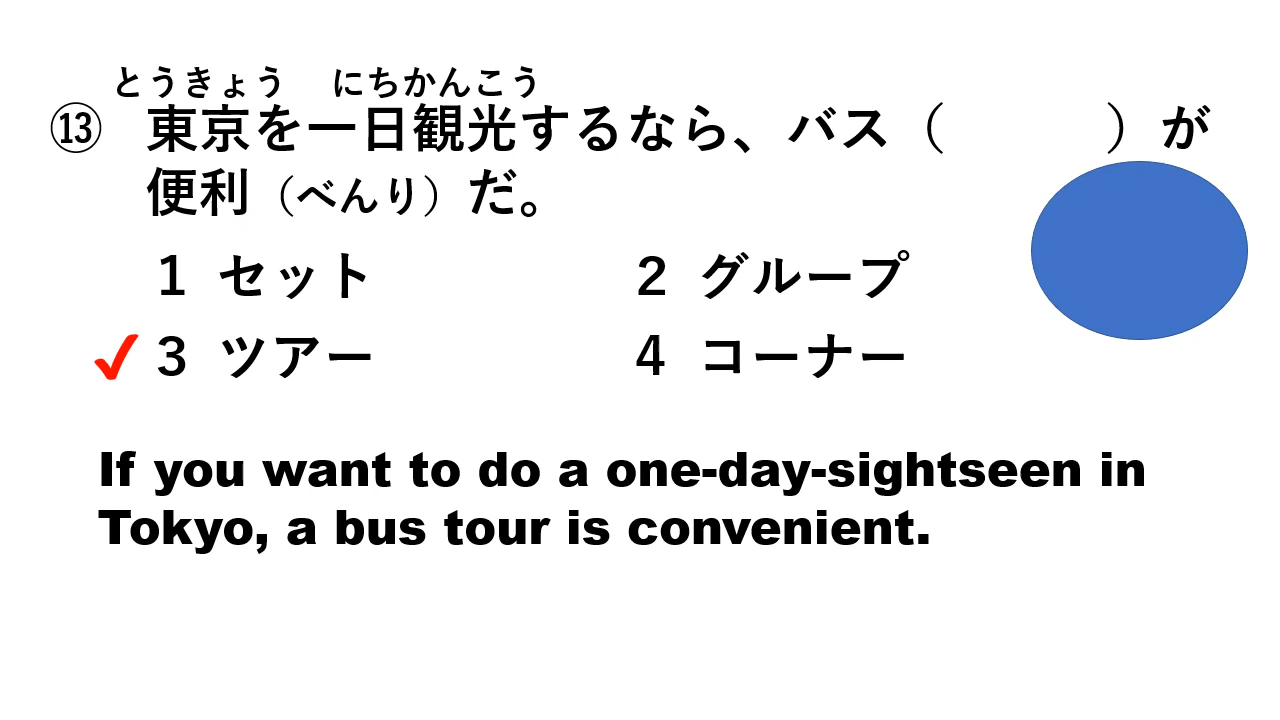 とうきょう にちかんこう
⑬ 東京を一日観光するなら、バス（ ）が
便利（べんり）だ。
1 セット 2 グループ
✓ 3 ツアー 4 コーナー
If you want to do a one-day-sightseen in
Tokyo, a bus tour is convenient.